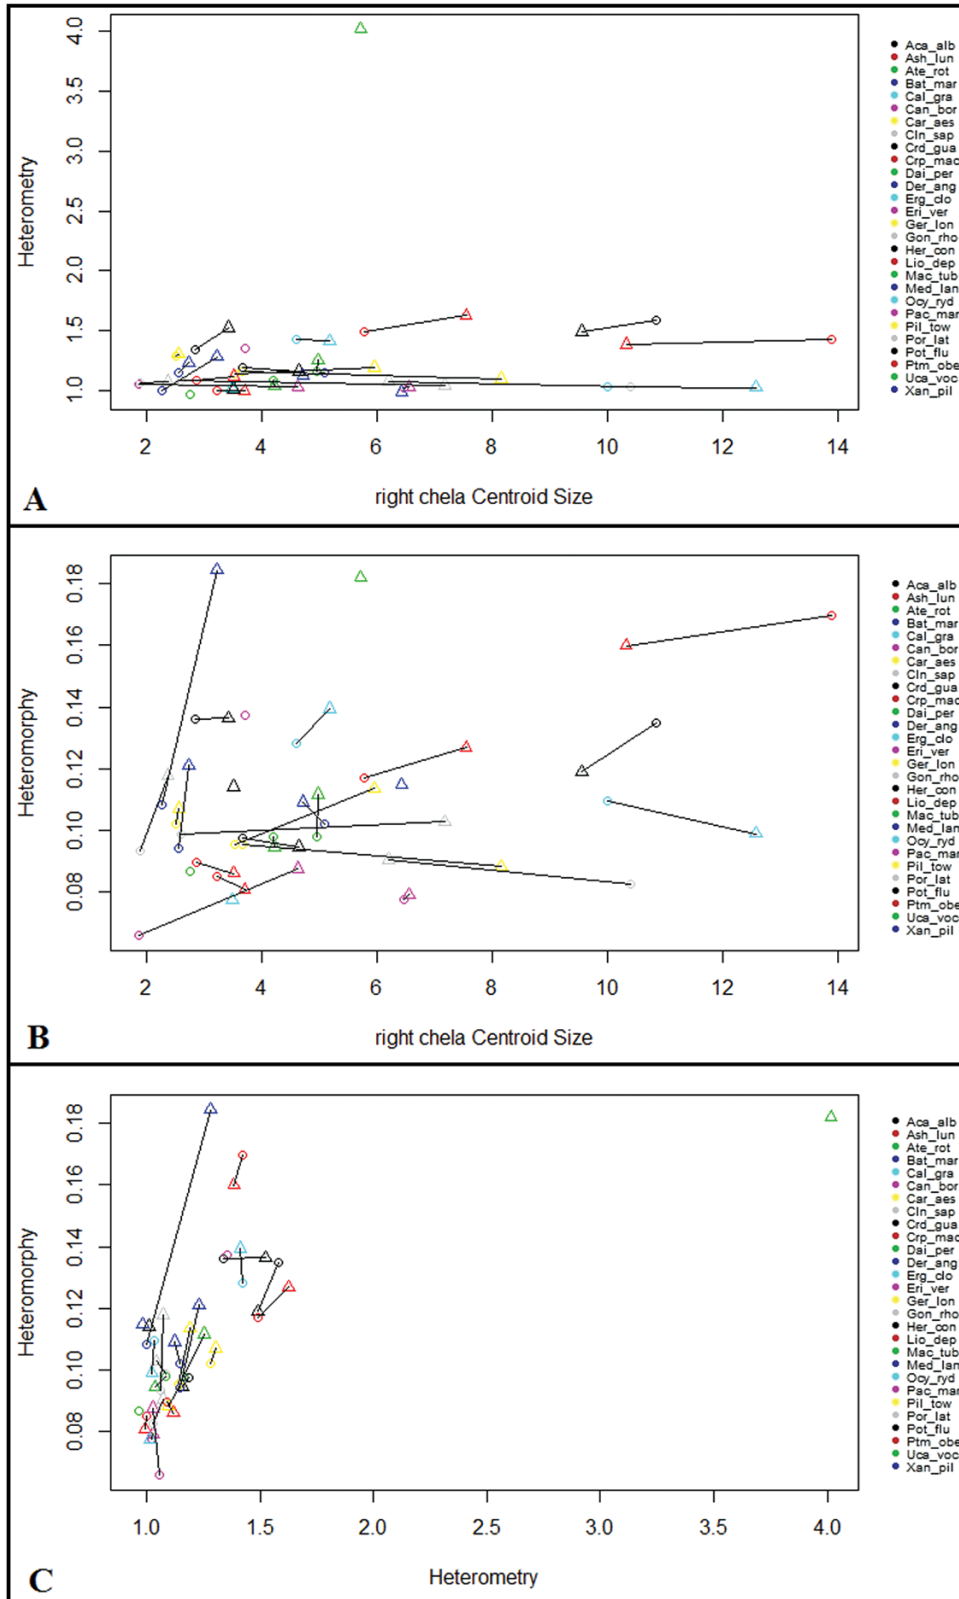 4.0
3.5
3.0
2.5
2.0
1.5
1.0
Heterometry
2 4 6 8 10 12 14
right chela Centroid Size
A
Aca_alb
Ash_lun
Ate_rot
Bat_mar
Cal_gra
Can_bor
Car_aes
Cln_sap
Crd_gua
Crp_mac
Dai_per
Der_ang
Erg_clo
Eri_ver
Ger_lon
Gon_rho
Her_con
Lio_dep
Mac_tub
Med_lan
Ocy_ryd
Pac_mar
Pil_tow
Por_lat
Pot_flu
Ptm_obe
Uca_voc
Xan_pil
0.18
0.16
0.14
0.12
0.10
0.08
Heteromorphy
2 4 6 8 10 12 14
right chela Centroid Size
B
Aca_alb
Ash_lun
Ate_rot
Bat_mar
Cal_gra
Can_bor
Car_aes
Cln_sap
Crd_gua
Crp_mac
Dai_per
Der_ang
Erg_clo
Eri_ver
Ger_lon
Gon_rho
Her_con
Lio_dep
Mac_tub
Med_lan
Ocy_ryd
Pac_mar
Pil_tow
Por_lat
Pot_flu
Ptm_obe
Uca_voc
Xan_pil
0.18
0.16
0.14
0.12
0.10
0.08
Heteromorphy
1.0 1.5 2.0 2.5 3.0 3.5 4.0
Heterometry
C
Aca_alb
Ash_lun
Ate_rot
Bat_mar
Cal_gra
Can_bor
Car_aes
Cln_sap
Crd_gua
Crp_mac
Dai_per
Der_ang
Erg_clo
Eri_ver
Ger_lon
Gon_rho
Her_con
Lio_dep
Mac_tub
Med_lan
Ocy_ryd
Pac_mar
Pil_tow
Por_lat
Pot_flu
Ptm_obe
Uca_voc
Xan_pil